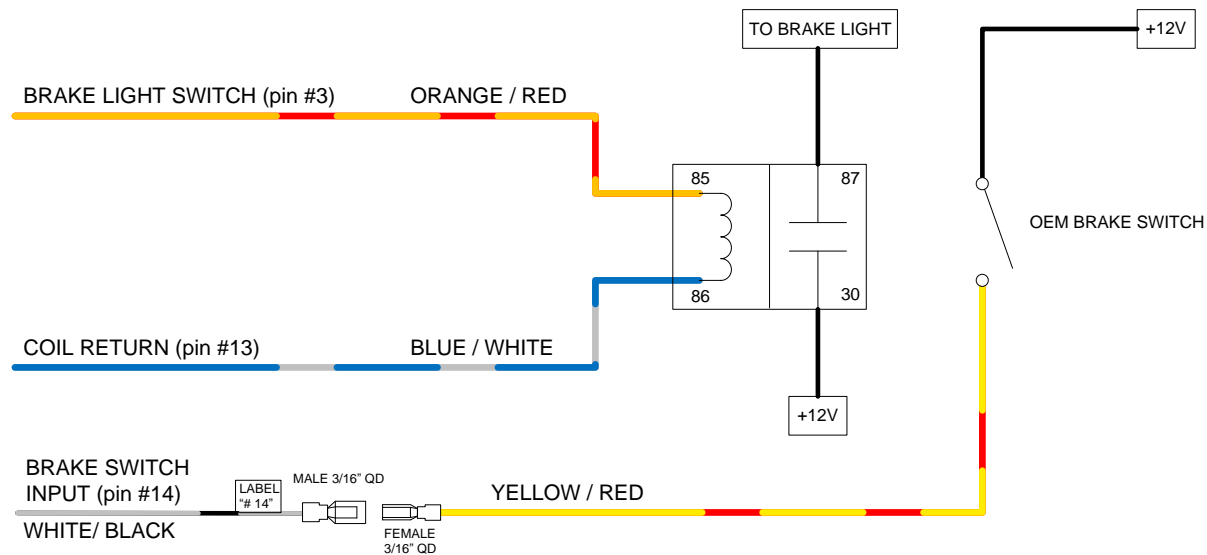 TO BRAKE LIGHT
+12V
BRAKE LIGHT SWITCH (pin #3)
ORANGE / RED
85
87
OEM BRAKE SWITCH
86
30
COIL RETURN (pin #13)
BLUE / WHITE
+12V
BRAKE SWITCH
INPUT (pin #14)
LABEL
"# 14"
MALE 3/16" QD
YELLOW / RED
WHITE/ BLACK
FEMALE
3/16" QD